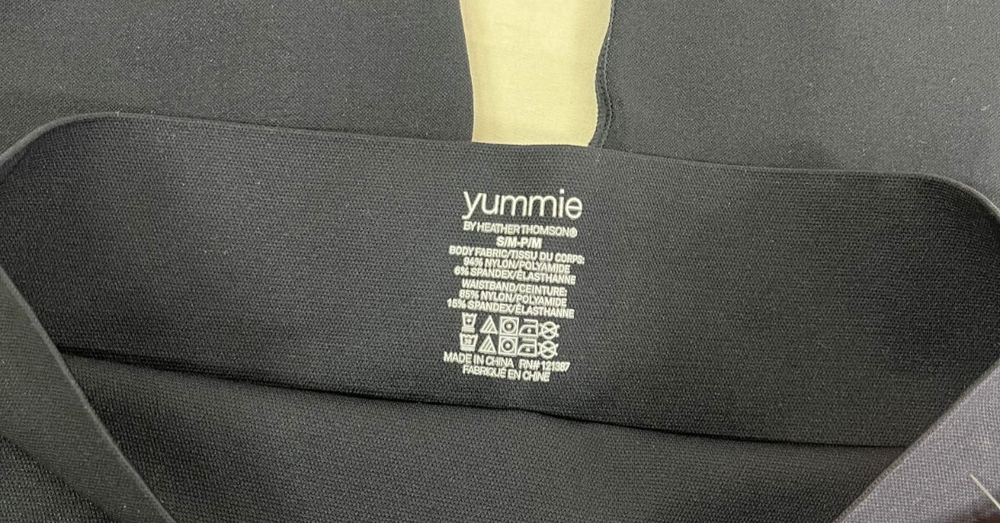 yummie
BY HEATHER THOMSON®
S/M-P/M
BODY FABRIC/TISSU DU CORPS:
94% NYLON/POLYAMIDE
6% SPANDEX/ÉLASTHANNE
WAISTBAND/CEINTURE:
85% NYLON/POLYAMIDE
15% SPANDEX/ÉLASTHANNE
MADE IN CHINA RN# 121387
FABRIQUÉ EN CHINE